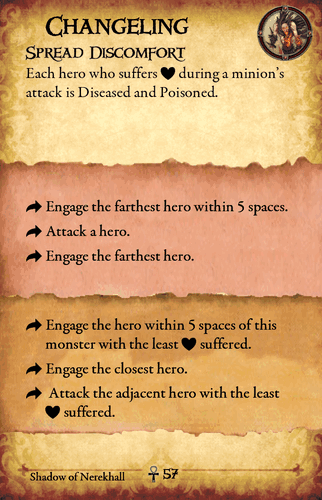 Changeling
Spread Discomfort
Each hero who suffers ♥ during a minion's
attack is Diseased and Poisoned.
Engage the farthest hero within 5 spaces.
Attack a hero.
Engage the farthest hero.
Engage the hero within 5 spaces of this
monster with the least ♥ suffered.
Engage the closest hero.
Attack the adjacent hero with the least
♥ suffered.
Shadow of Nerekhall ☥ 57